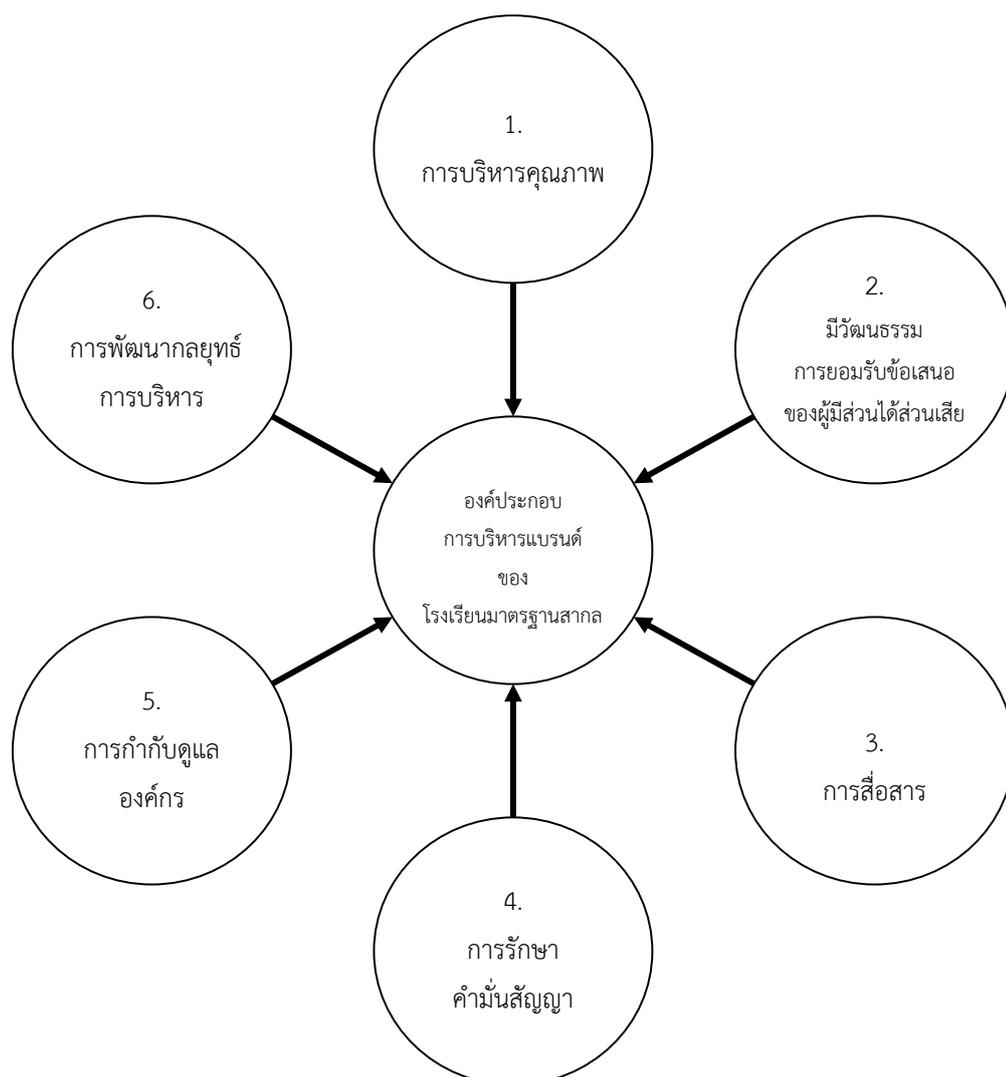 1.
การบริหารคุณภาพ
2.
มีวัฒนธรรม
การยอมรับข้อเสนอ
ของผู้มีส่วนได้ส่วนเสีย
3.
การสื่อสาร
4.
การรักษา
คำมั่นสัญญา
5.
การกำกับดูแล
องค์กร
6.
การพัฒนากลยุทธ์
การบริหาร
องค์ประกอบ
การบริหารแบรนด์
ของ
โรงเรียนมาตรฐานสากล